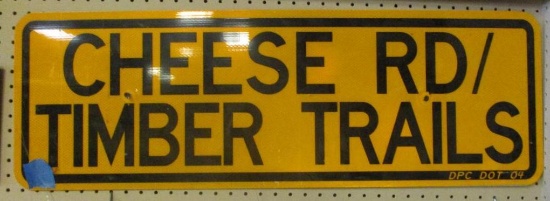 CHEESE RD/
TIMBER TRAILS
DPC DOT 04